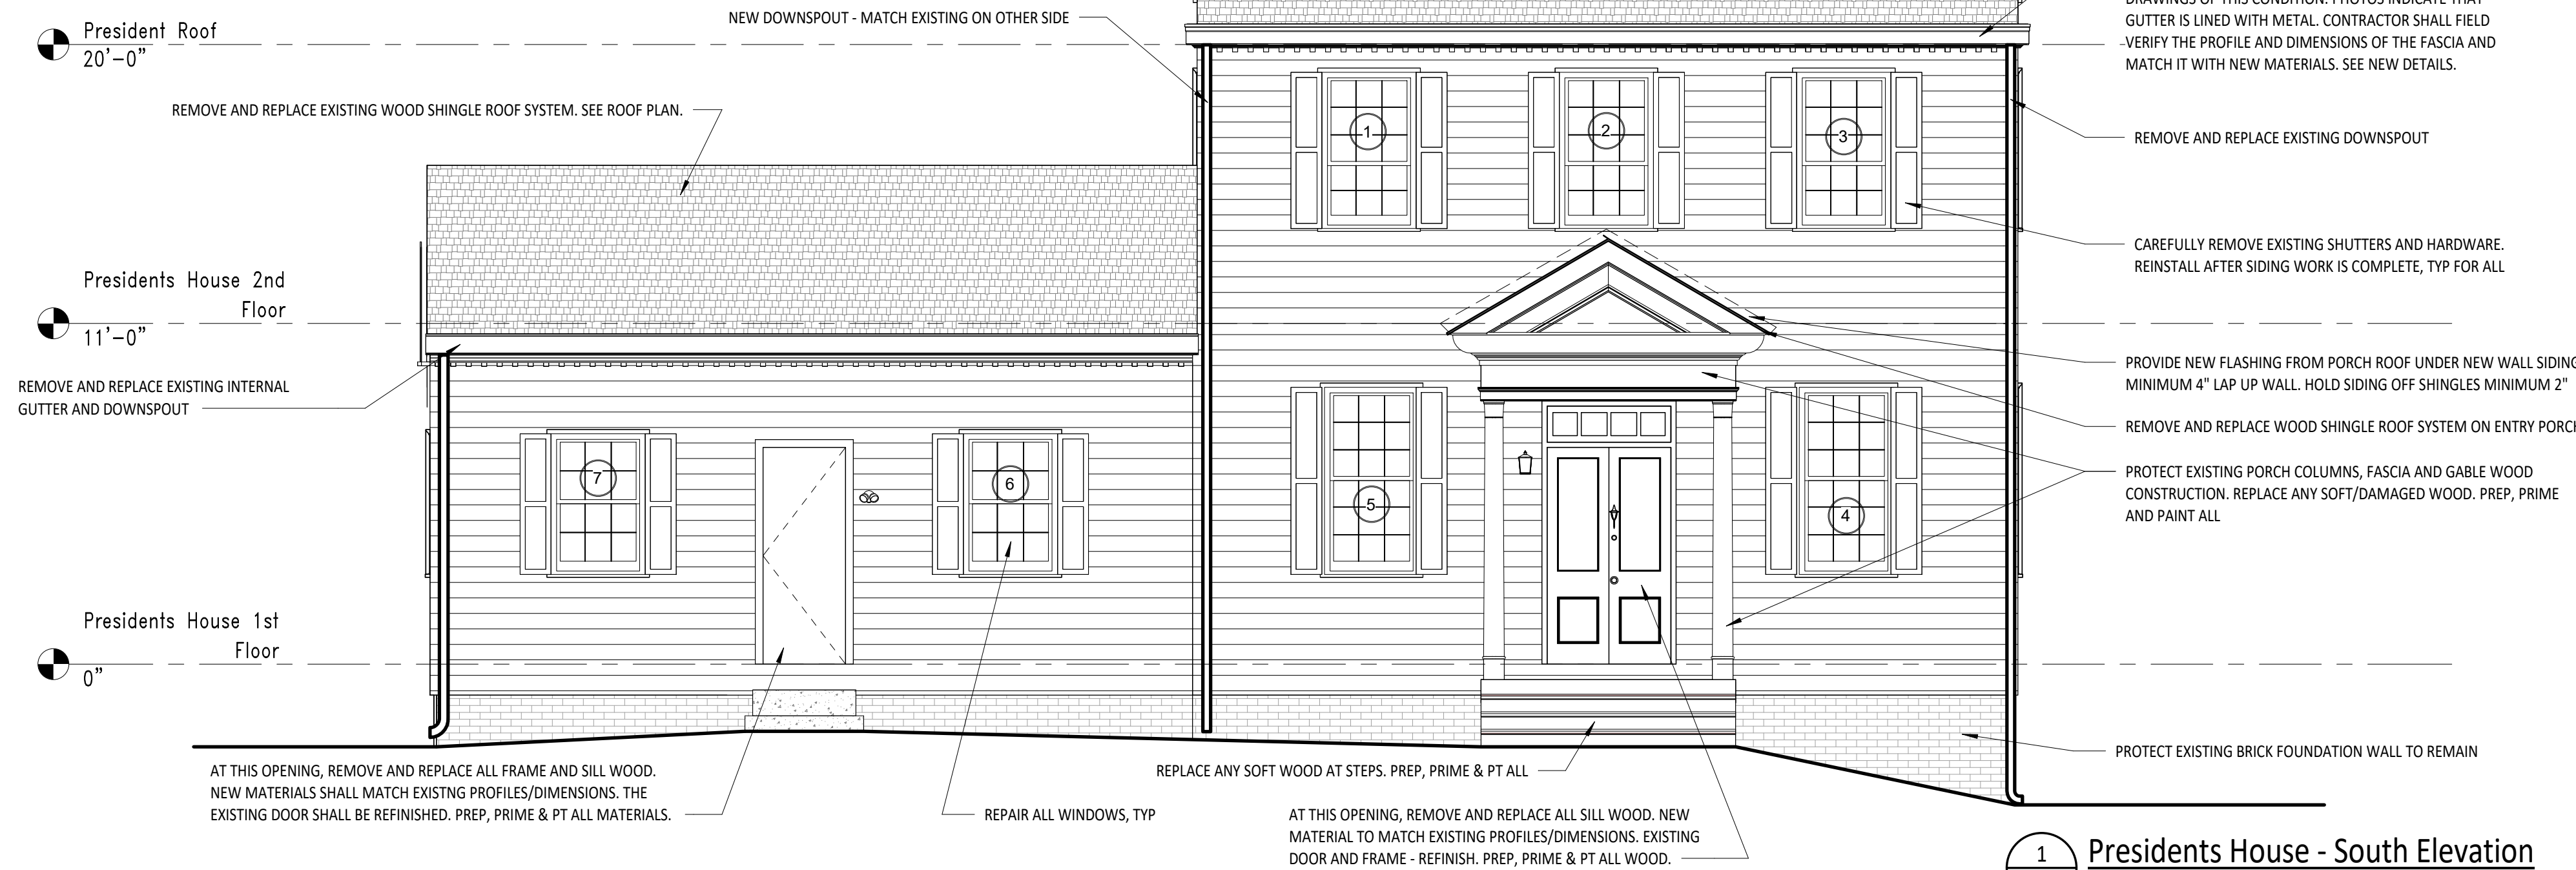 NEW DOWNSPOUT - MATCH EXISTING ON OTHER SIDE
DRAWINGS OF THIS CONDITION. PHOTOS INDICATE THAT
GUTTER IS LINED WITH METAL. CONTRACTOR SHALL FIELD
VERIFY THE PROFILE AND DIMENSIONS OF THE FASCIA AND
MATCH IT WITH NEW MATERIALS. SEE NEW DETAILS.
President Roof
20'-0"
REMOVE AND REPLACE EXISTING WOOD SHINGLE ROOF SYSTEM. SEE ROOF PLAN.
1
2
3
REMOVE AND REPLACE EXISTING DOWNSPOUT
CAREFULLY REMOVE EXISTING SHUTTERS AND HARDWARE.
REINSTALL AFTER SIDING WORK IS COMPLETE, TYP FOR ALL
Presidents House 2nd
Floor
11'-0"
PROVIDE NEW FLASHING FROM PORCH ROOF UNDER NEW WALL SIDING
MINIMUM 4" LAP UP WALL. HOLD SIDING OFF SHINGLES MINIMUM 2"
REMOVE AND REPLACE EXISTING INTERNAL
GUTTER AND DOWNSPOUT
REMOVE AND REPLACE WOOD SHINGLE ROOF SYSTEM ON ENTRY PORCH
PROTECT EXISTING PORCH COLUMNS, FASCIA AND GABLE WOOD
CONSTRUCTION. REPLACE ANY SOFT/DAMAGED WOOD. PREP, PRIME
AND PAINT ALL
7
6
5
4
Presidents House 1st
Floor
0"
PROTECT EXISTING BRICK FOUNDATION WALL TO REMAIN
AT THIS OPENING, REMOVE AND REPLACE ALL FRAME AND SILL WOOD.
NEW MATERIALS SHALL MATCH EXISTNG PROFILES/DIMENSIONS. THE
EXISTING DOOR SHALL BE REFINISHED. PREP, PRIME & PT ALL MATERIALS.
REPAIR ALL WINDOWS, TYP
REPLACE ANY SOFT WOOD AT STEPS. PREP, PRIME & PT ALL
AT THIS OPENING, REMOVE AND REPLACE ALL SILL WOOD. NEW
MATERIAL TO MATCH EXISTING PROFILES/DIMENSIONS. EXISTING
DOOR AND FRAME - REFINISH. PREP, PRIME & PT ALL WOOD.
1
Presidents House - South Elevation